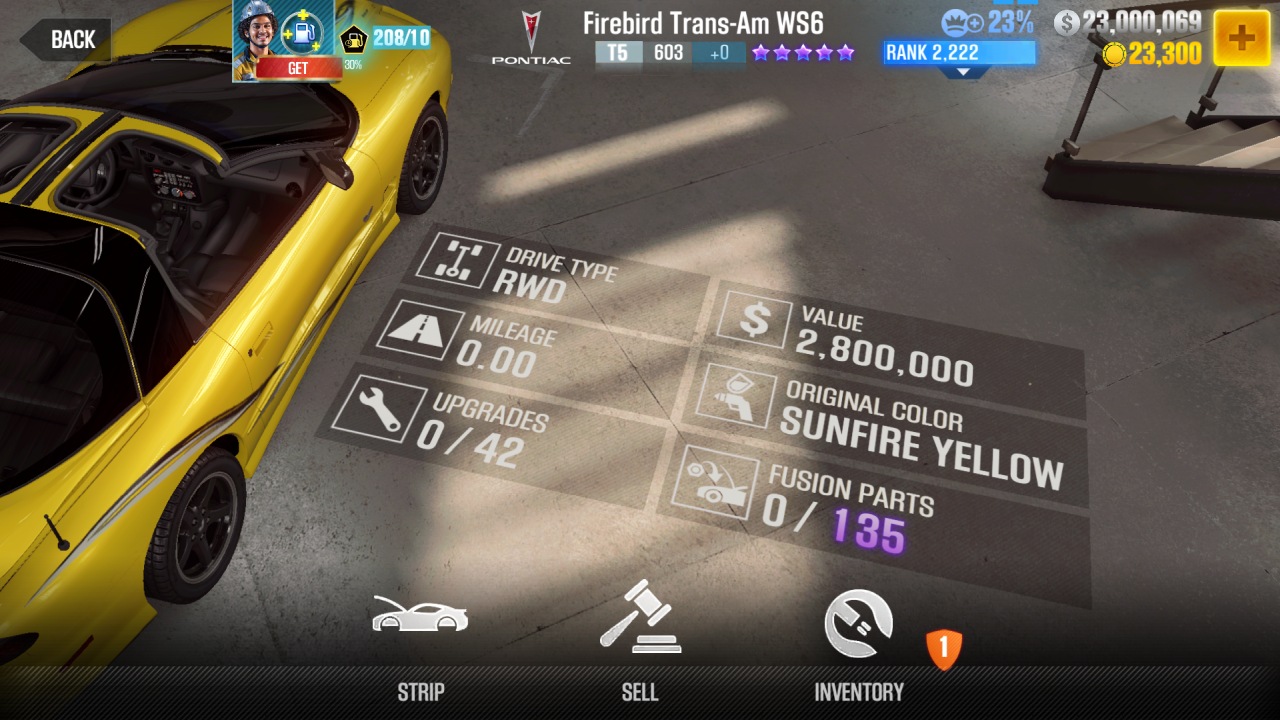 BACK
GET
30%
208/10
PONTIAC
Firebird Trans-Am WS6
T5 603 +0
23%
RANK 2,222
23,000,069
23,300
DRIVE TYPE
RWD
MILEAGE
0.00
UPGRADES
0/42
VALUE
2,800,000
ORIGINAL COLOR
SUNFIRE YELLOW
FUSION PARTS
0/135
STRIP
SELL
INVENTORY
1